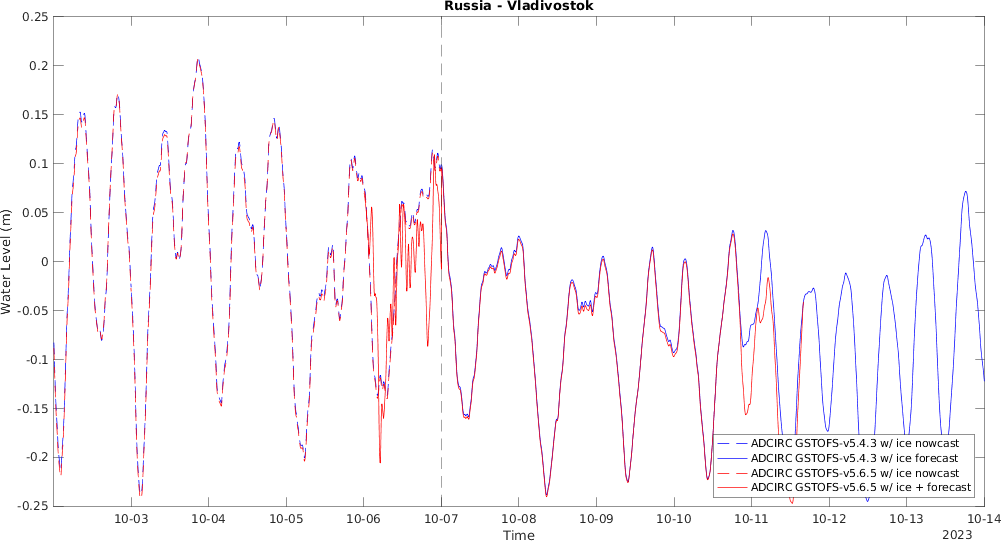 Russia - Vladivostok
0.25
0.2
0.15
0.1
0.05
0
-0.05
-0.1
-0.15
-0.2
-0.25
Water Level (m)
ADCIRC GSTOFS-v5.4.3 w/ ice nowcast
ADCIRC GSTOFS-v5.4.3 w/ ice forecast
ADCIRC GSTOFS-v5.6.5 w/ ice nowcast
ADCIRC GSTOFS-v5.6.5 w/ ice + forecast
10-03 10-04 10-05 10-06 10-07 10-08 10-09 10-10 10-11 10-12 10-13 10-14
Time
2023